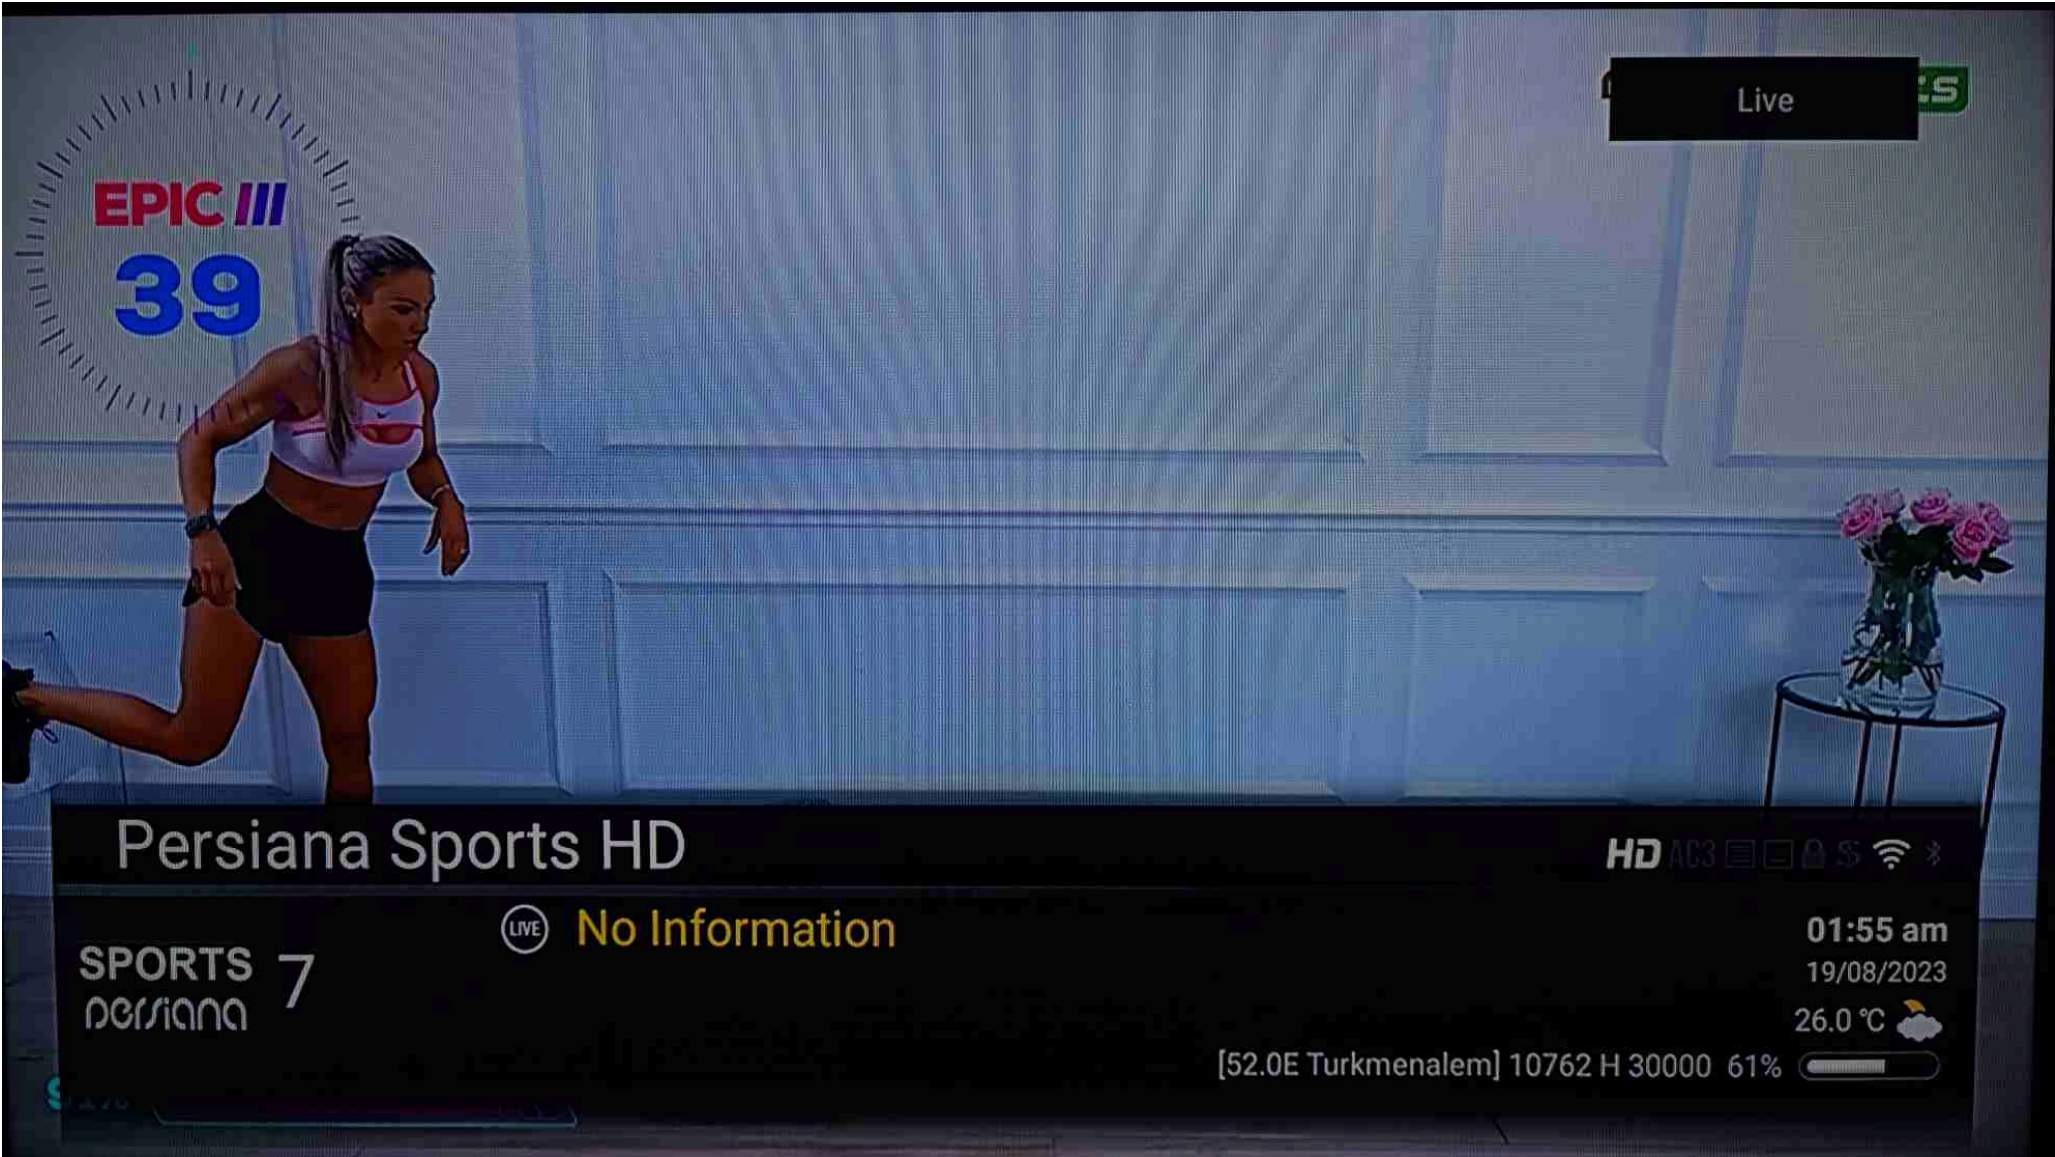 Live
EPIC
39
Persiana Sports HD
HD AC3
LIVE No Information
SPORTS
persiana
7
01:55 am
19/08/2023
26.0 °C
[52.0E Turkmenalem] 10762 H 30000 61%